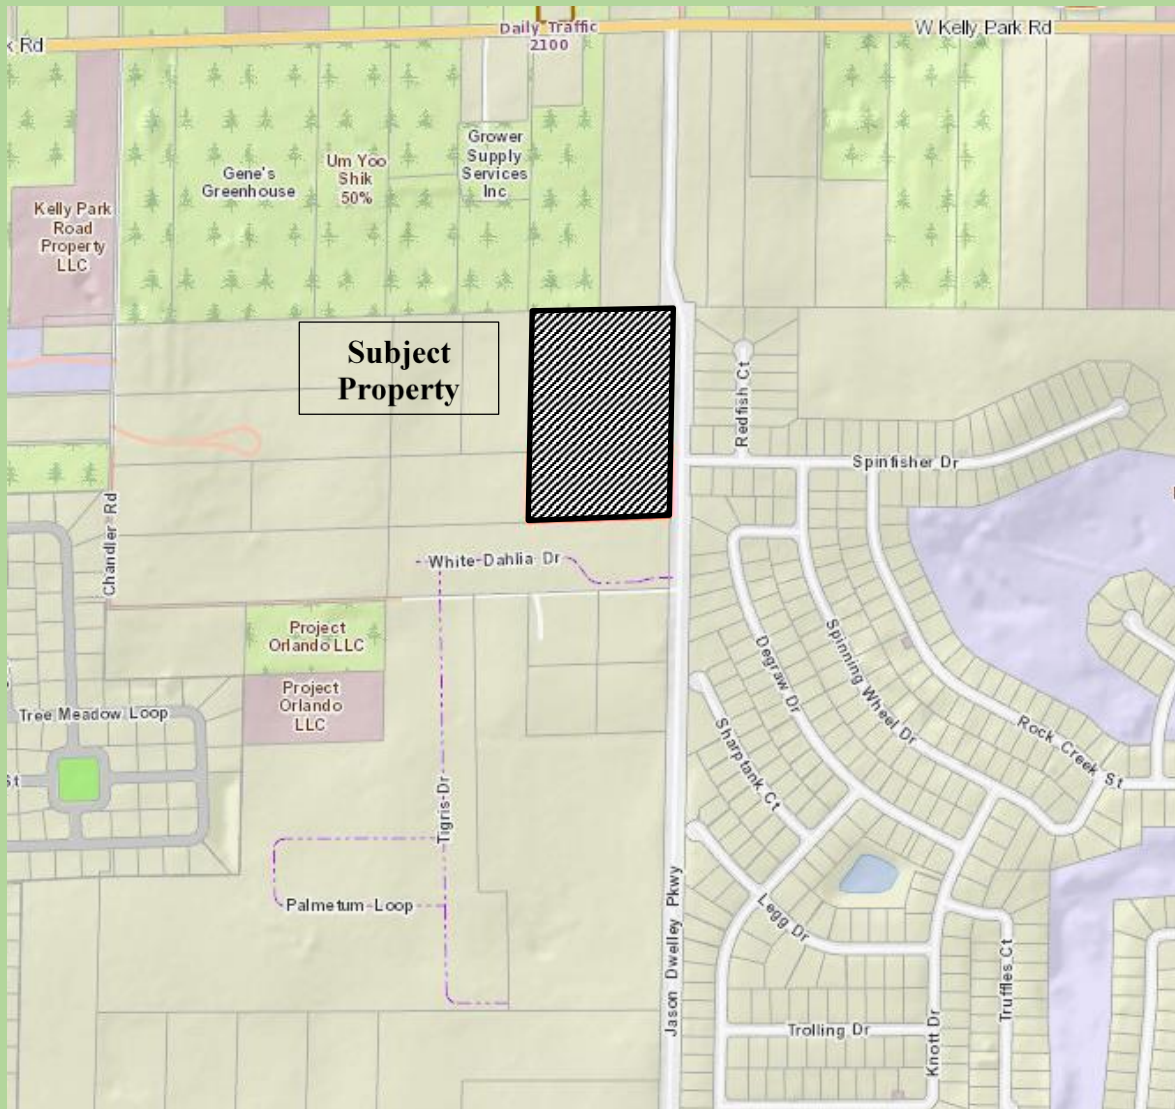 Daily Traffic
2100
W Kelly Park Rd
k Rd
Grower
Supply
Services
Inc
Um Yoo
Shik
50%
Gene's
Greenhouse
Kelly Park
Road
Property
LLC
Subject
Property
Redfish Ct
Spinfisher Dr
Chandler Rd
White Dahlia Dr
Project
Orlando LLC
Project
Orlando
LLC
Degraw Dr
Spinning Wheel Dr
Rock Creek St
Tree Meadow Loop
Sharptank Ct
St
Tigris Dr
Palmetum Loop
Jason Dwelley Pkwy
Legg Dr
Trolling Dr
Knott Dr
Truffles Ct